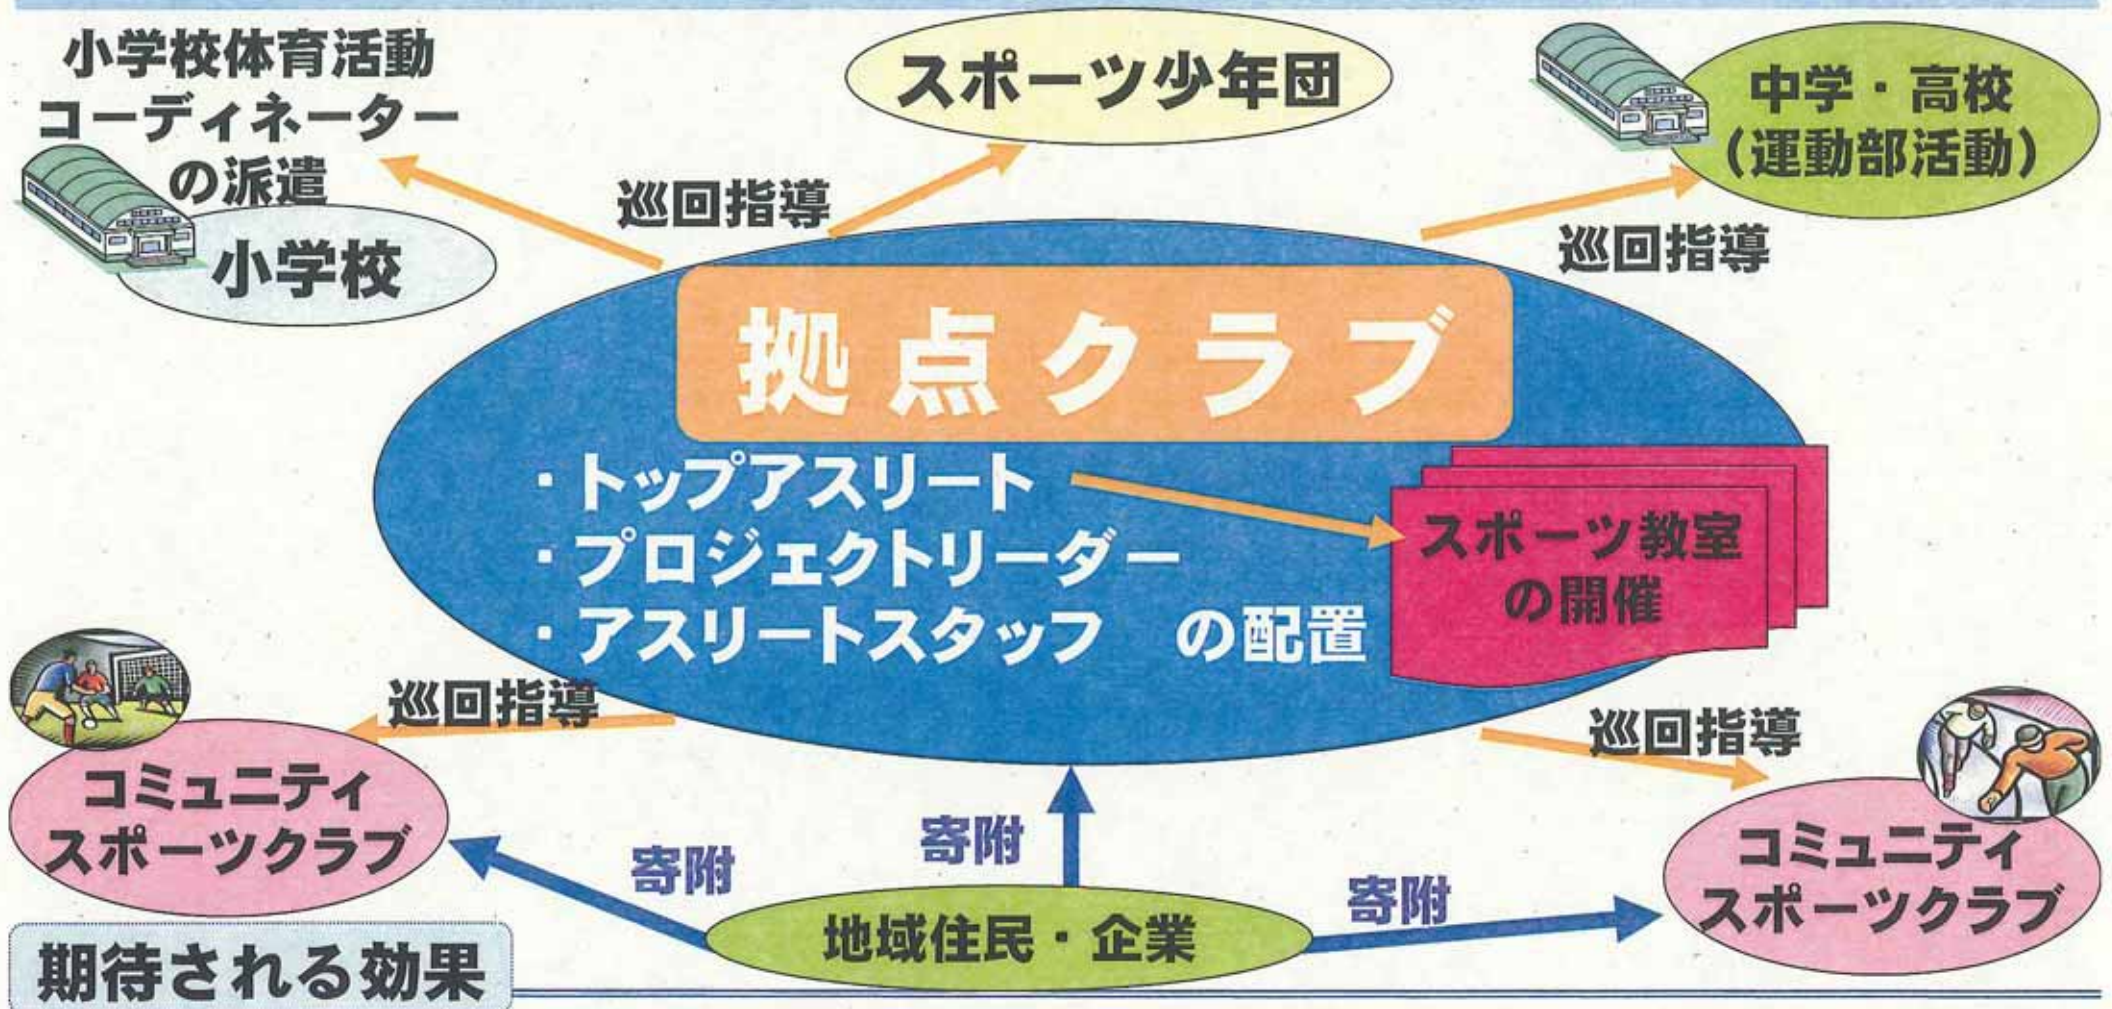 小学校体育活動
コーディネーター
の派遣
小学校
スポーツ少年団
中学・高校
(運動部活動)
巡回指導
巡回指導
拠点クラブ
・トップアスリート
・プロジェクトリーダー
・アスリートスタッフ　の配置
スポーツ教室
の開催
巡回指導
巡回指導
コミュニティ
スポーツクラブ
寄附
寄附
寄附
コミュニティ
スポーツクラブ
地域住民・企業
期待される効果